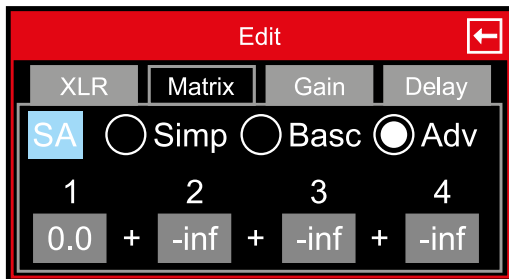 Edit
XLR Matrix Gain Delay
SA Simp Basc Adv
1 2 3 4
0.0 + -inf + -inf + -inf